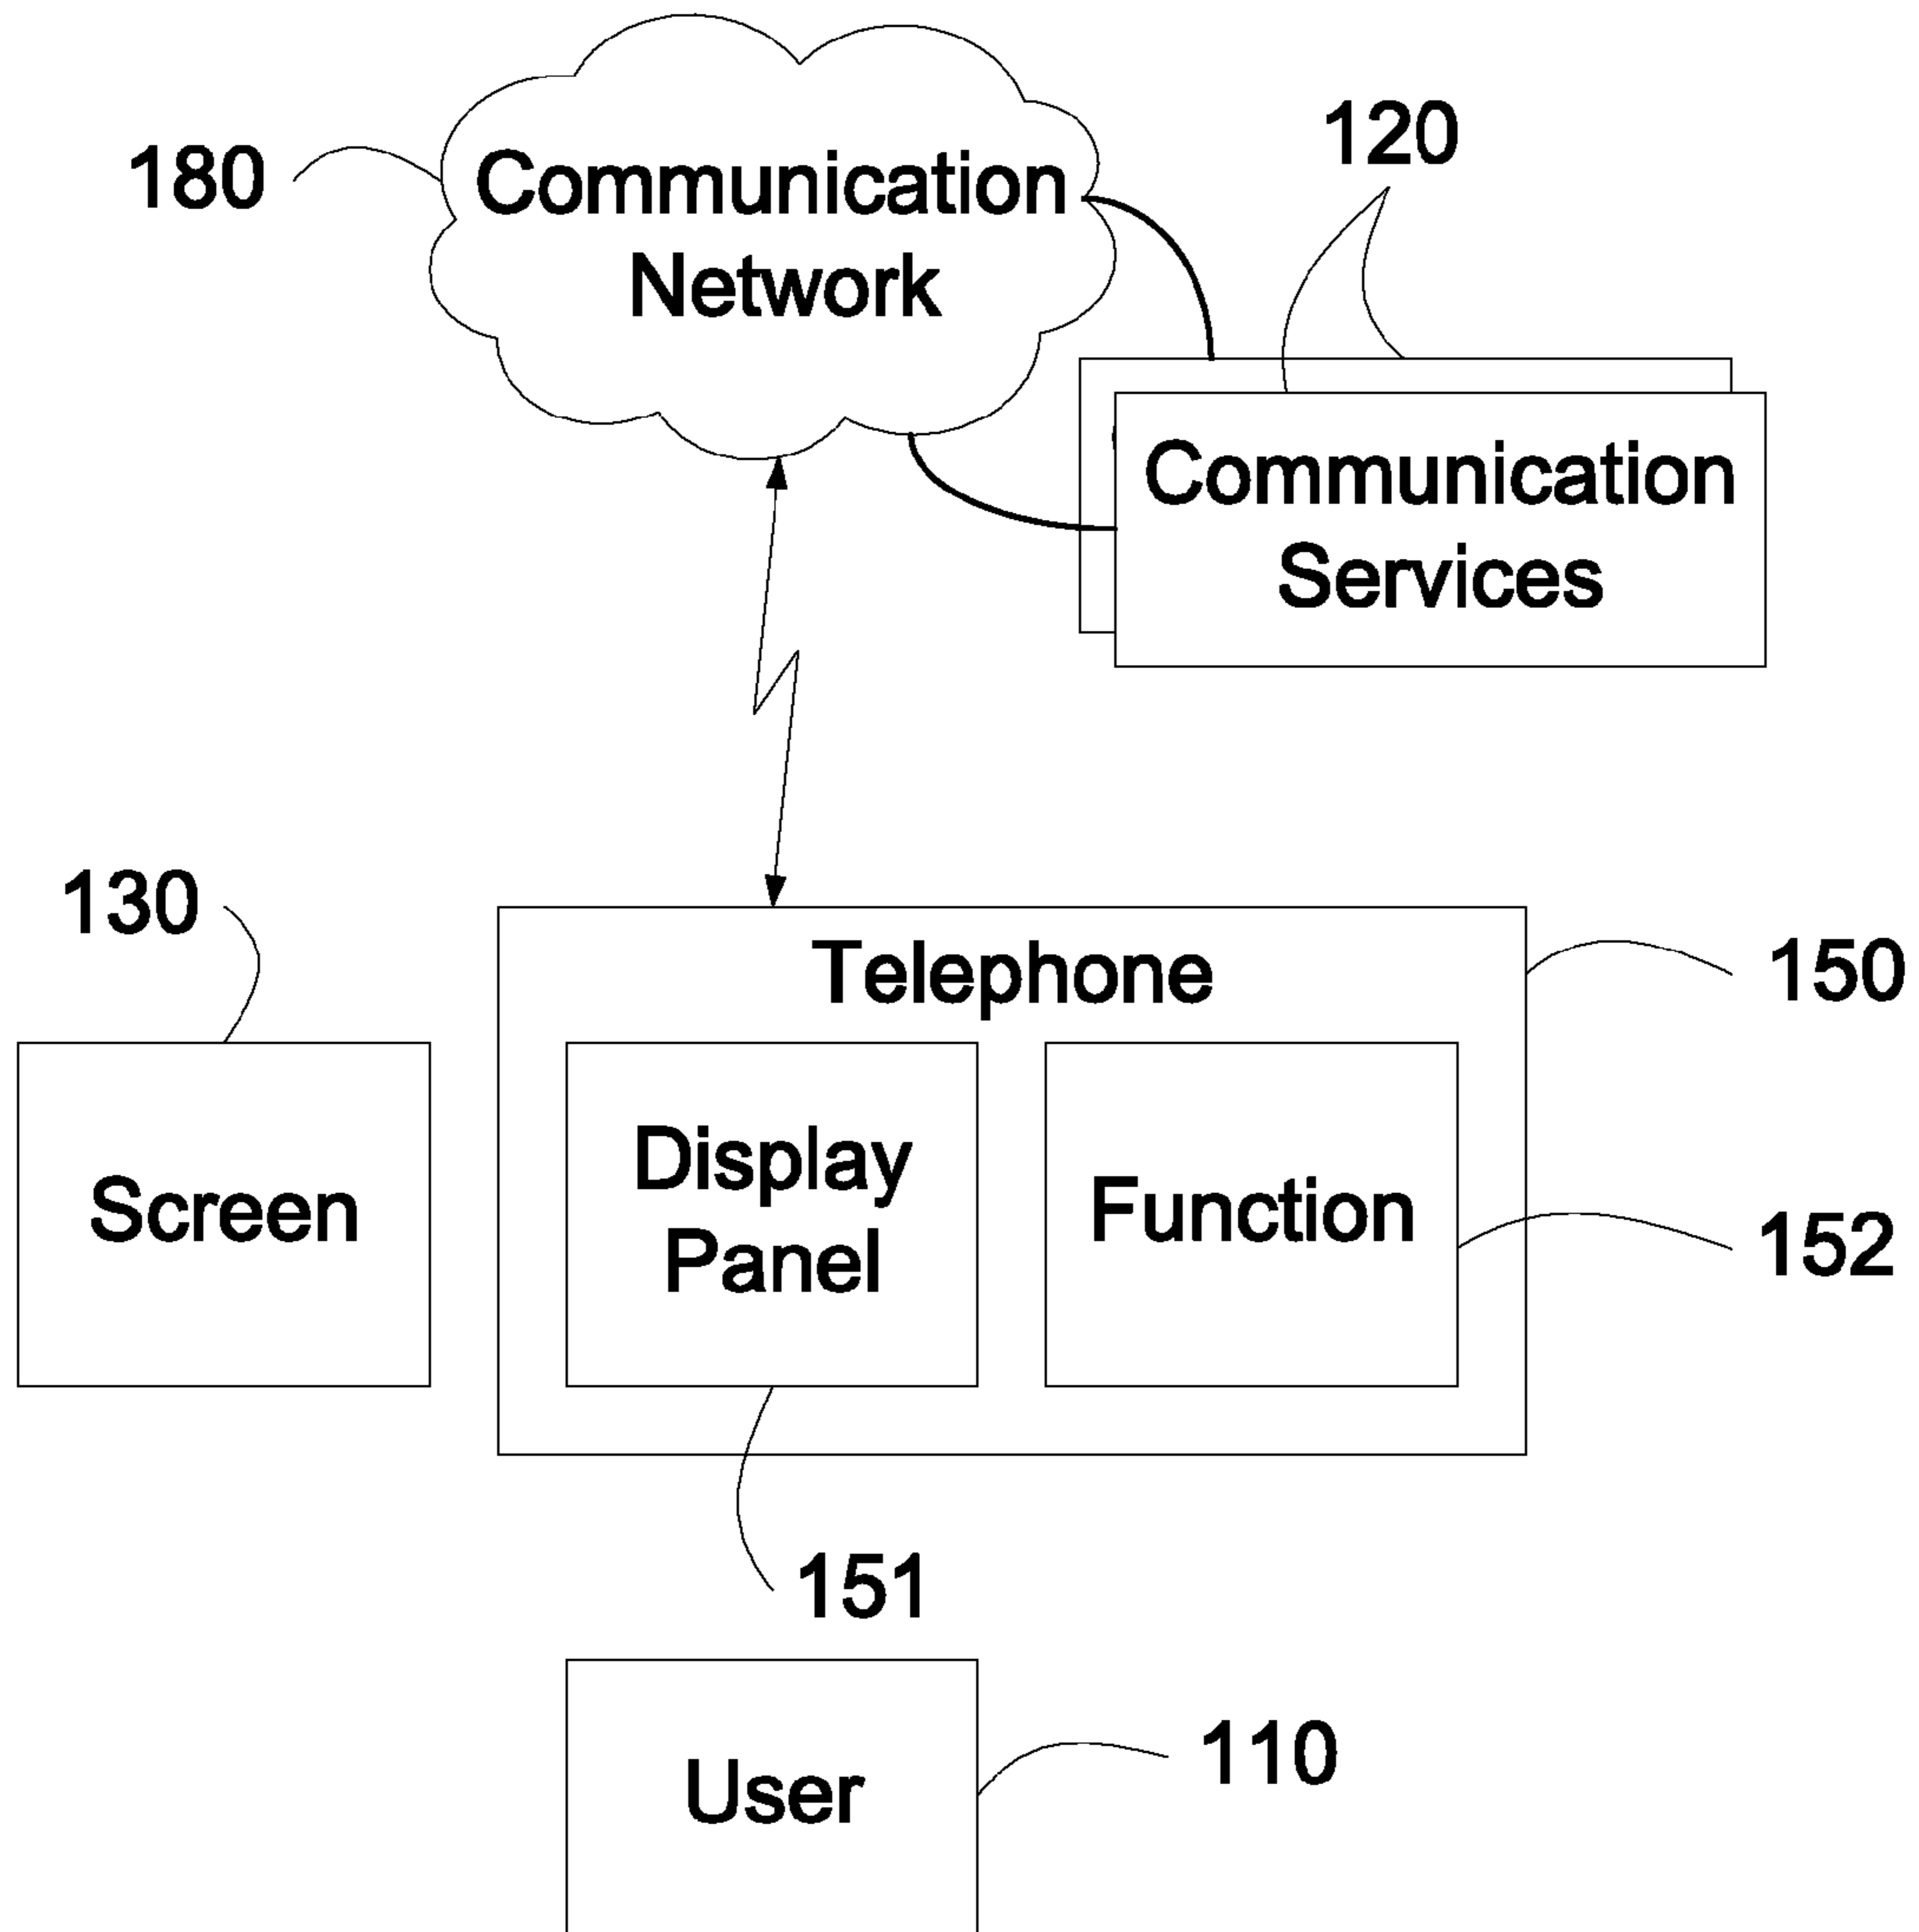 180
Communication
Network
120
Communication
Services
130
Telephone
150
Screen
Display
Panel
Function
152
151
User
110